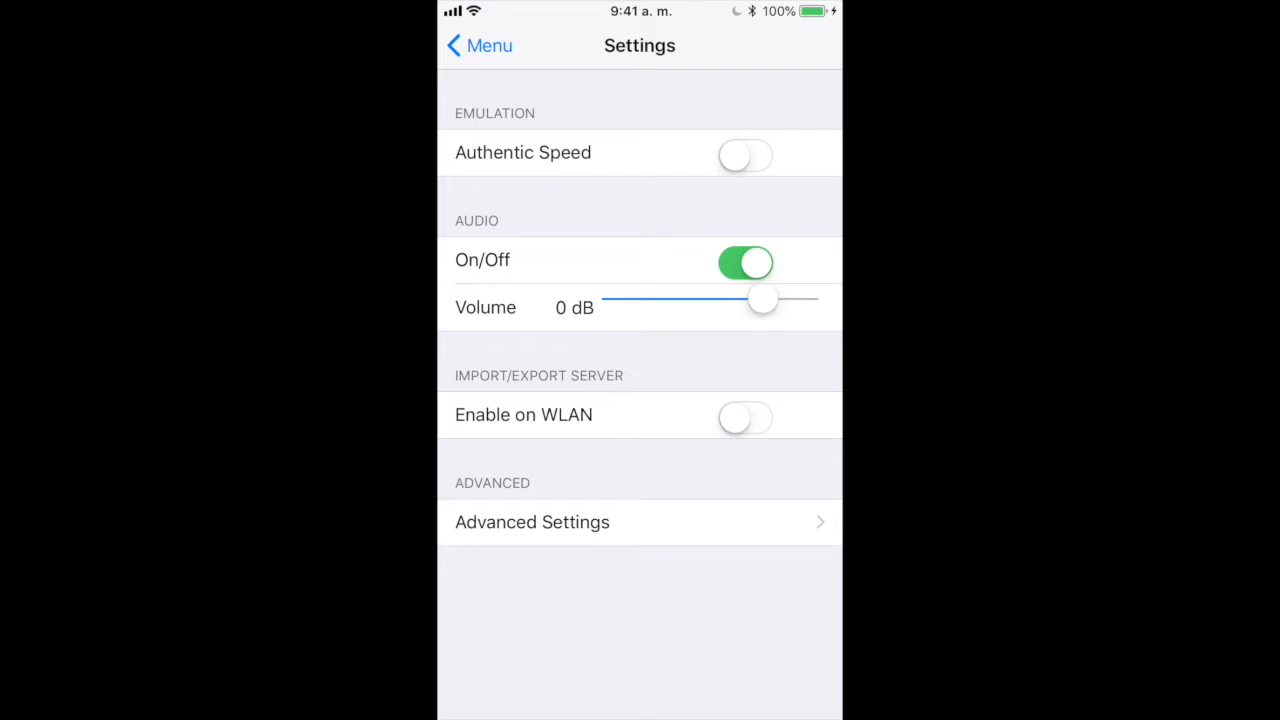 9:41 a. m.
100%
Menu
Settings
EMULATION
Authentic Speed
AUDIO
On/Off
Volume 0 dB
IMPORT/EXPORT SERVER
Enable on WLAN
ADVANCED
Advanced Settings